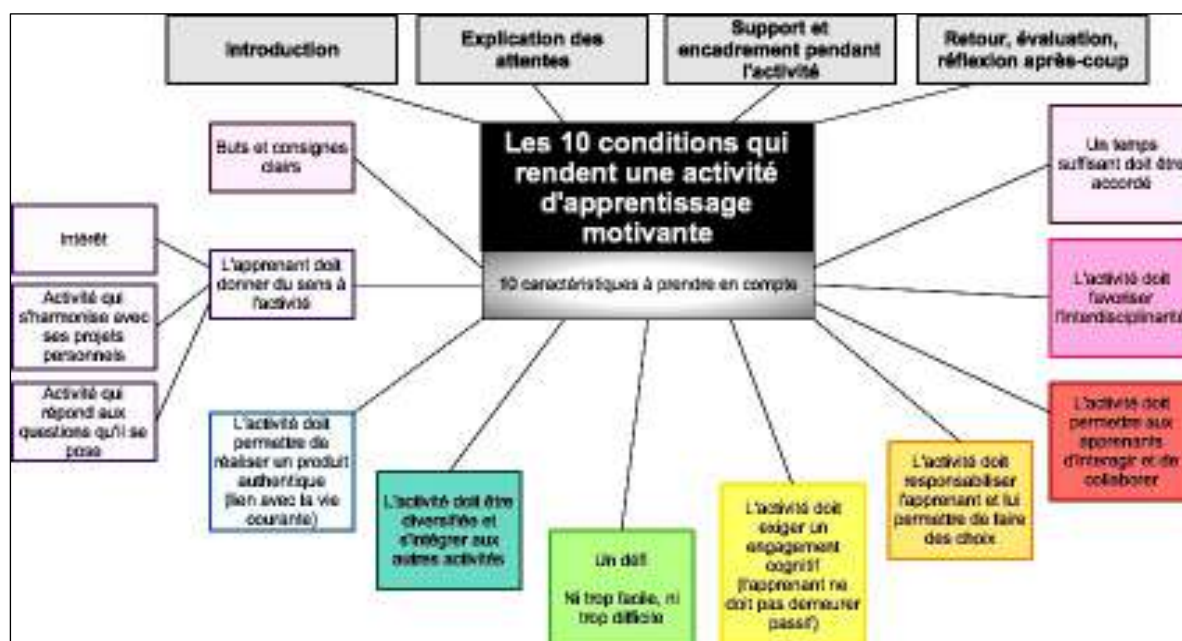 Introduction
Explication des
attentes
Support et
encadrement pendant
l'activité
Retour, évaluation,
réflexion après-coup
Les 10 conditions qui
rendent une activité
d'apprentissage
motivante
10 caractéristiques à prendre en compte
Buts et consignes
clairs
L'apprenant doit
donner du sens à
l'activité
Intérêt
Activité qui
s'harmonise avec
ses projets
personnels
Activité qui
répond aux
questions qu'il se
pose
L'activité doit
permettre de
réaliser un produit
authentique
(lien avec la vie
courante)
L'activité doit être
diversifiée et
s'intégrer aux
autres activités
Un défi
Ni trop facile, ni
trop difficile
L'activité doit
exiger un
engagement
cognitif
(l'apprenant ne
doit pas demeurer
passif)
L'activité doit
responsabiliser
l'apprenant et lui
permettre de faire
des choix
L'activité doit
permettre aux
apprenants
d'interagir et de
collaborer
L'activité doit
favoriser
l'interdisciplinarité
Un temps
suffisant doit être
accordé